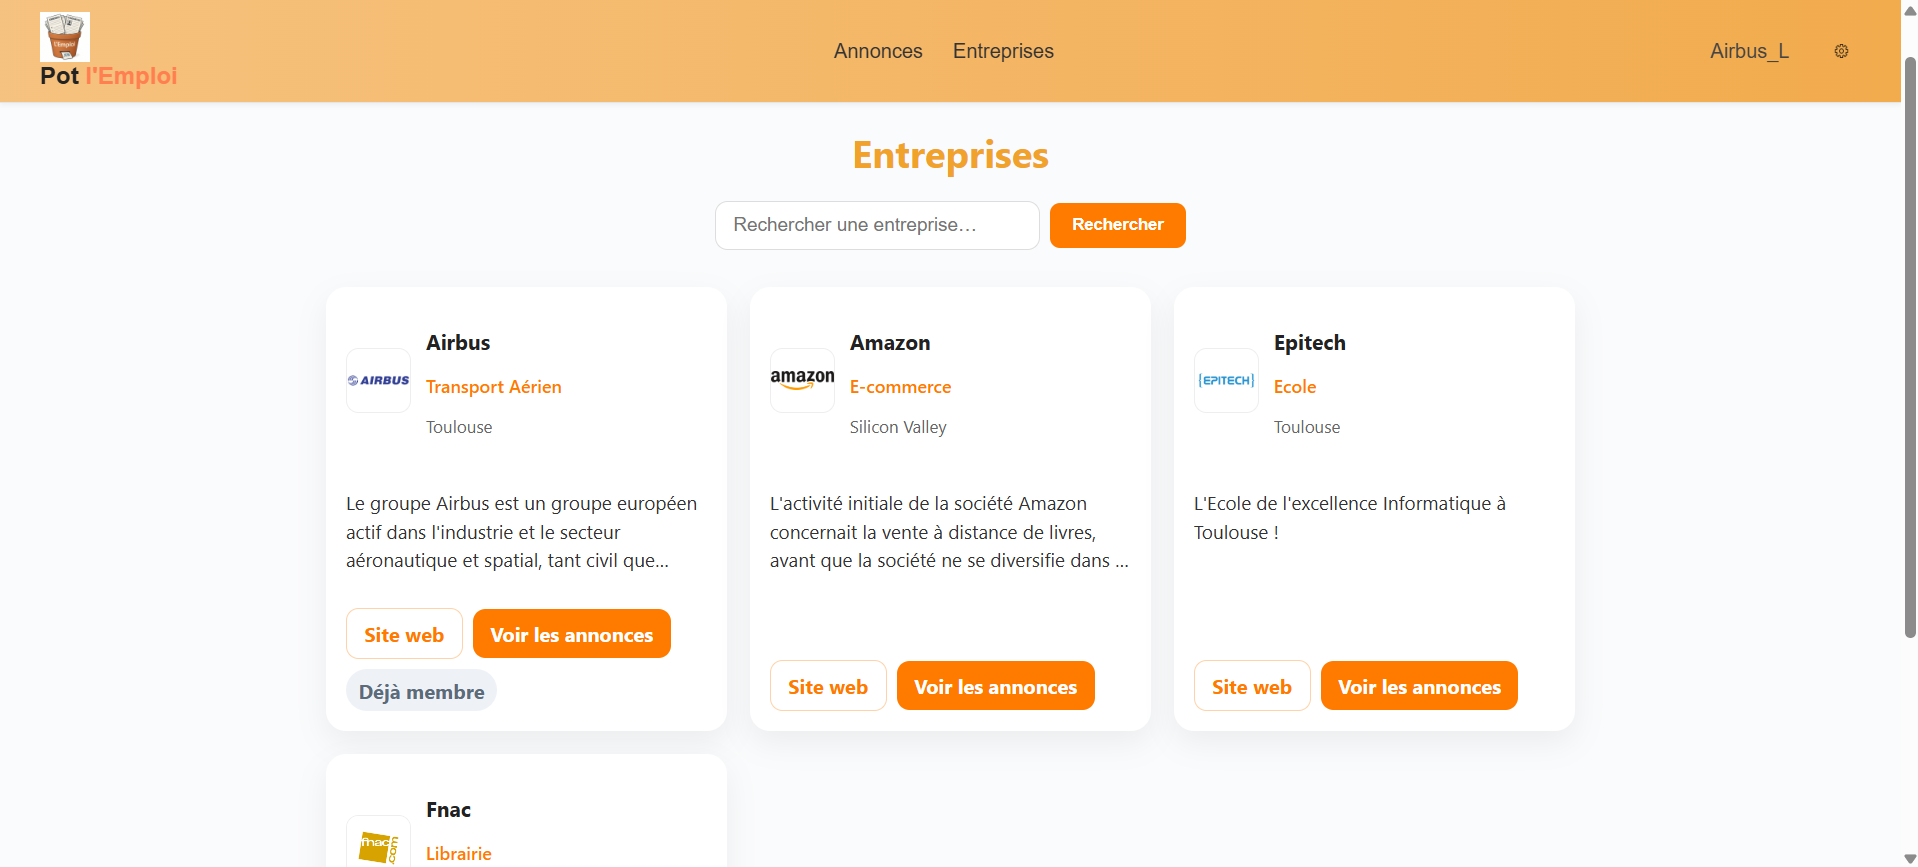 l'Emploi
Pot l'Emploi
Annonces
Entreprises
Airbus_L
Entreprises
Rechercher une entreprise…
Rechercher
AIRBUS
Airbus
Transport Aérien
Toulouse
Le groupe Airbus est un groupe européen
actif dans l'industrie et le secteur
aéronautique et spatial, tant civil que…
Site web
Voir les annonces
Déjà membre
amazon
Amazon
E-commerce
Silicon Valley
L'activité initiale de la société Amazon
concernait la vente à distance de livres,
avant que la société ne se diversifie dans …
Site web
Voir les annonces
{EPITECH}
Epitech
Ecole
Toulouse
L'Ecole de l'excellence Informatique à
Toulouse !
Site web
Voir les annonces
fnac
.com
Fnac
Librairie